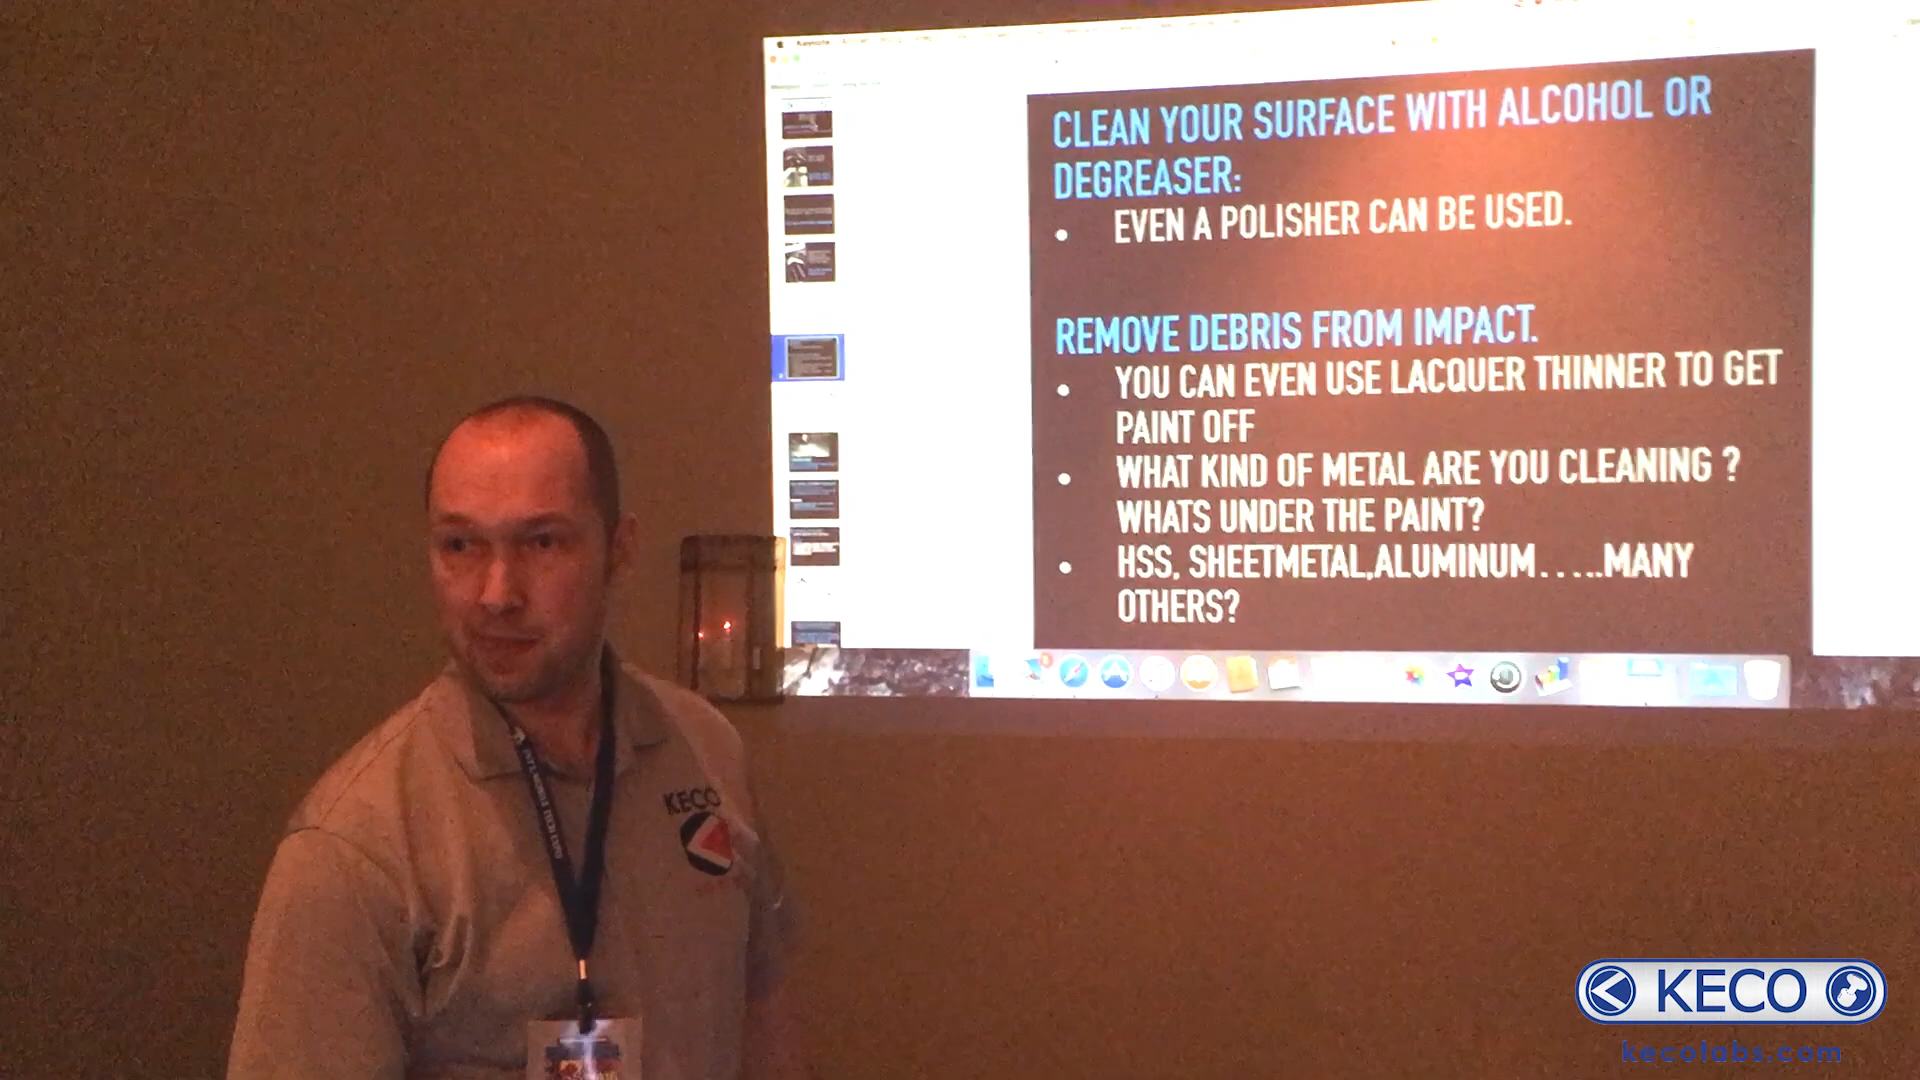 Keynote
CLEAN YOUR SURFACE WITH ALCOHOL OR
DEGREASER:
• EVEN A POLISHER CAN BE USED.
REMOVE DEBRIS FROM IMPACT.
• YOU CAN EVEN USE LACQUER THINNER TO GET
PAINT OFF
• WHAT KIND OF METAL ARE YOU CLEANING ?
WHATS UNDER THE PAINT?
• HSS, SHEETMETAL,ALUMINUM.....MANY
OTHERS?
KECO
KECO
kecolabs.com